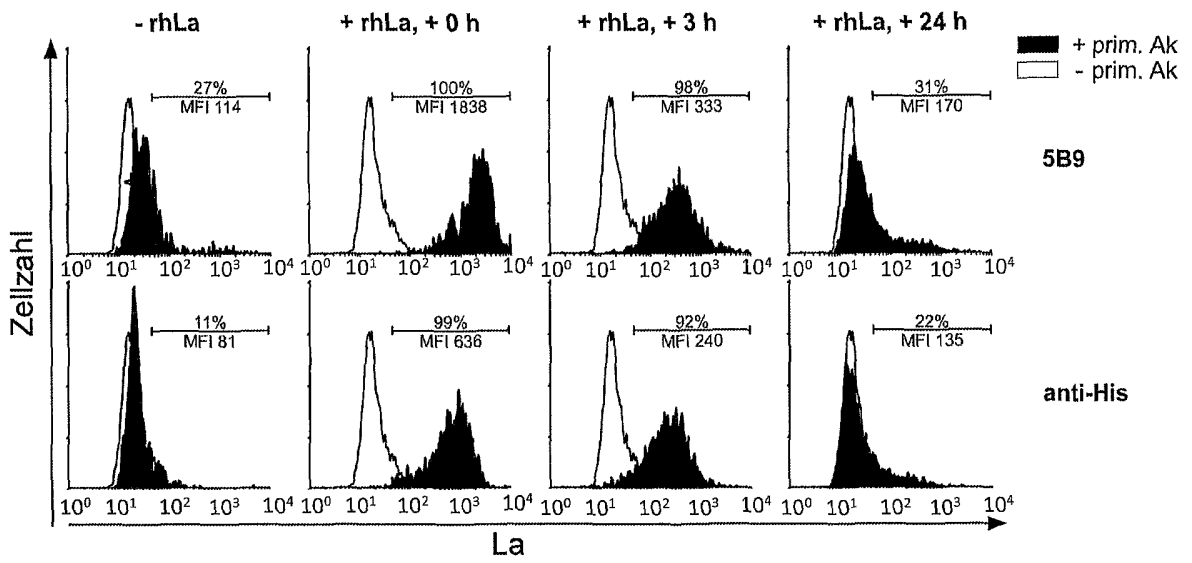 - rhLa + rhLa, + 0 h + rhLa, + 3 h + rhLa, + 24 h
+ prim. Ak
- prim. Ak
27% 100% 98% 31%
MFI 114 MFI 1838 MFI 333 MFI 170
5B9
10⁰ 10¹ 10² 10³ 10⁴ 10⁰ 10¹ 10² 10³ 10⁴ 10⁰ 10¹ 10² 10³ 10⁴ 10⁰ 10¹ 10² 10³ 10⁴
Zellzahl
11% 99% 92% 22%
MFI 81 MFI 636 MFI 240 MFI 135
anti-His
10⁰ 10¹ 10² 10³ 10⁴ 10⁰ 10¹ 10² 10³ 10⁴ 10⁰ 10¹ 10² 10³ 10⁴ 10⁰ 10¹ 10² 10³ 10⁴
La